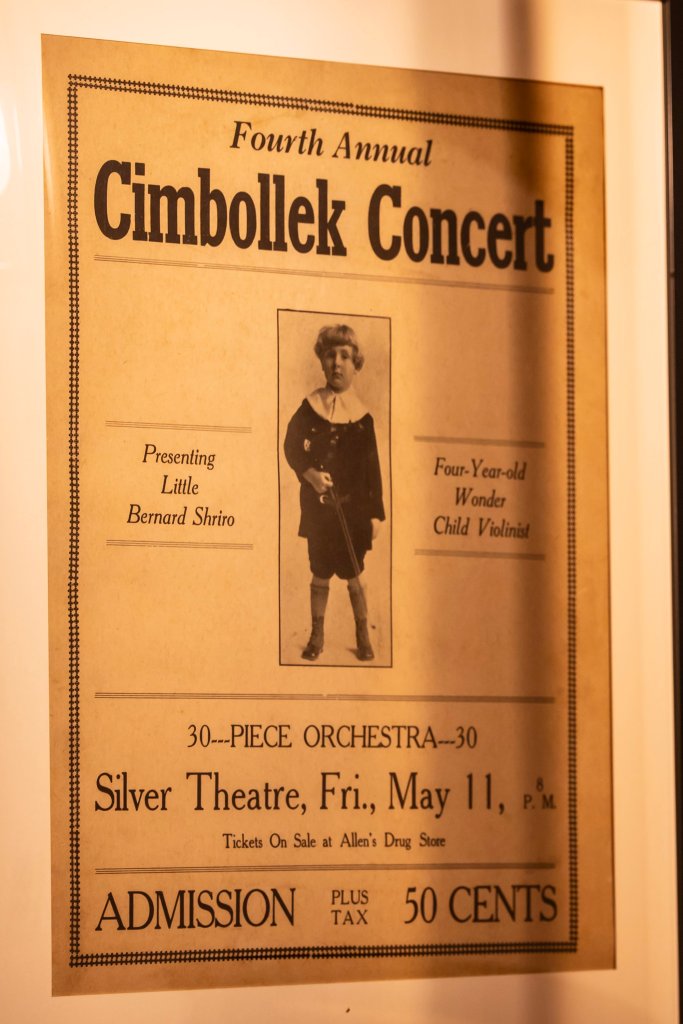 Fourth Annual
Cimbollek Concert
Presenting
Little
Bernard Shriro
Four-Year-old
Wonder
Child Violinist
30---PIECE ORCHESTRA---30
Silver Theatre, Fri., May 11, 8 P. M.
Tickets On Sale at Allen's Drug Store
ADMISSION PLUS TAX 50 CENTS